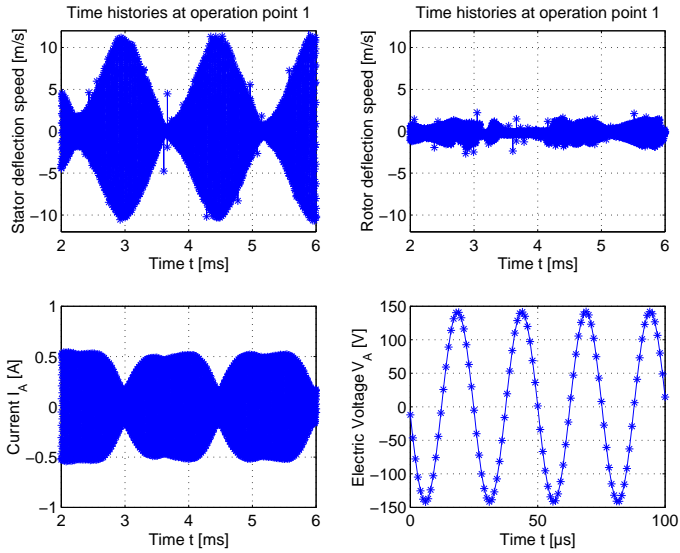 Time histories at operation point 1
Stator deflection speed [m/s]
10
5
0
−5
−10
2 3 4 5 6
Time t [ms]
Time histories at operation point 1
Rotor deflection speed [m/s]
10
5
0
−5
−10
2 3 4 5 6
Time t [ms]
Current I_A [A]
1
0.5
0
−0.5
−1
2 3 4 5 6
Time t [ms]
Electric Voltage V_A [V]
150
100
50
0
−50
−100
−150
0 50 100
Time t [µs]